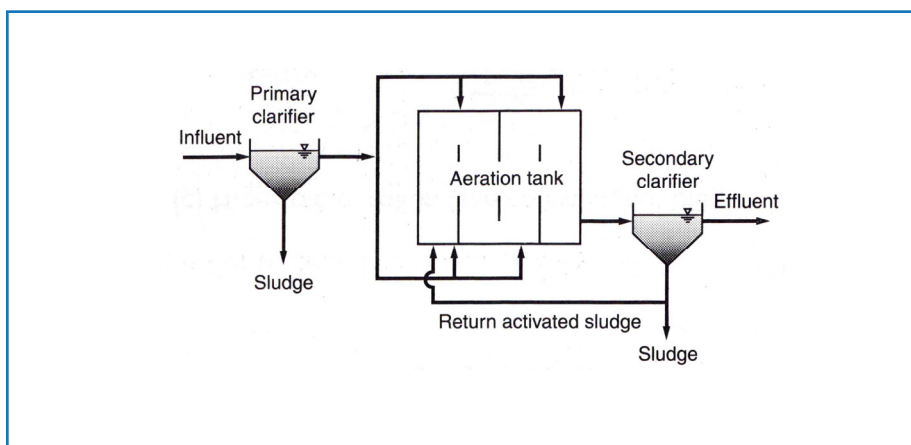 Primary
clarifier
Influent
Aeration tank
Secondary
clarifier
Effluent
Sludge
Return activated sludge
Sludge